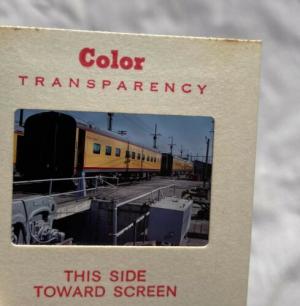 Color
TRANSPARENCY
THIS SIDE
TOWARD SCREEN